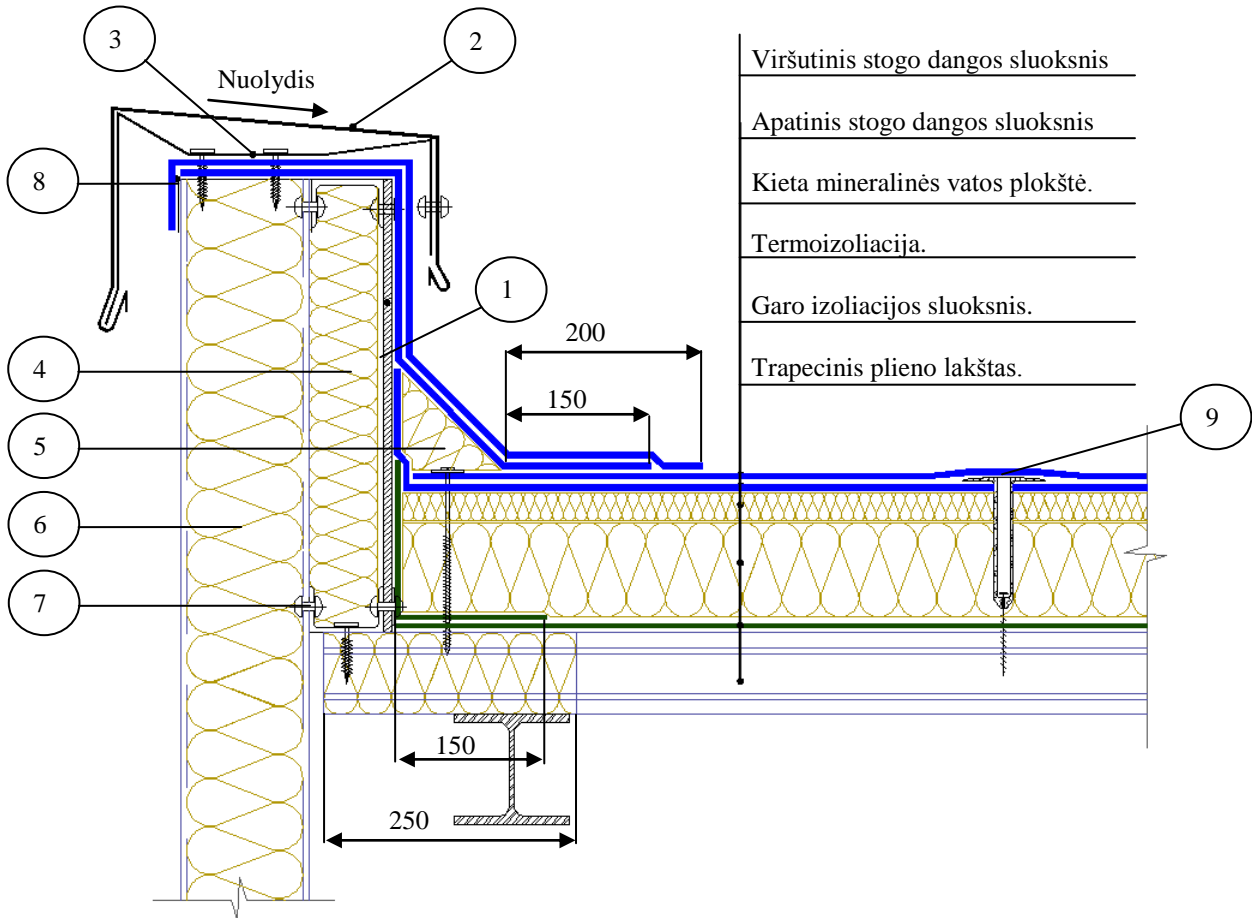 3
2
Viršutinis stogo dangos sluoksnis
Nuolydis
Apatinis stogo dangos sluoksnis
8
Kieta mineralinės vatos plokštė.
Termoizoliacija.
1
Garo izoliacijos sluoksnis.
200
4
Trapecinis plieno lakštas.
150
9
5
6
7
150
250